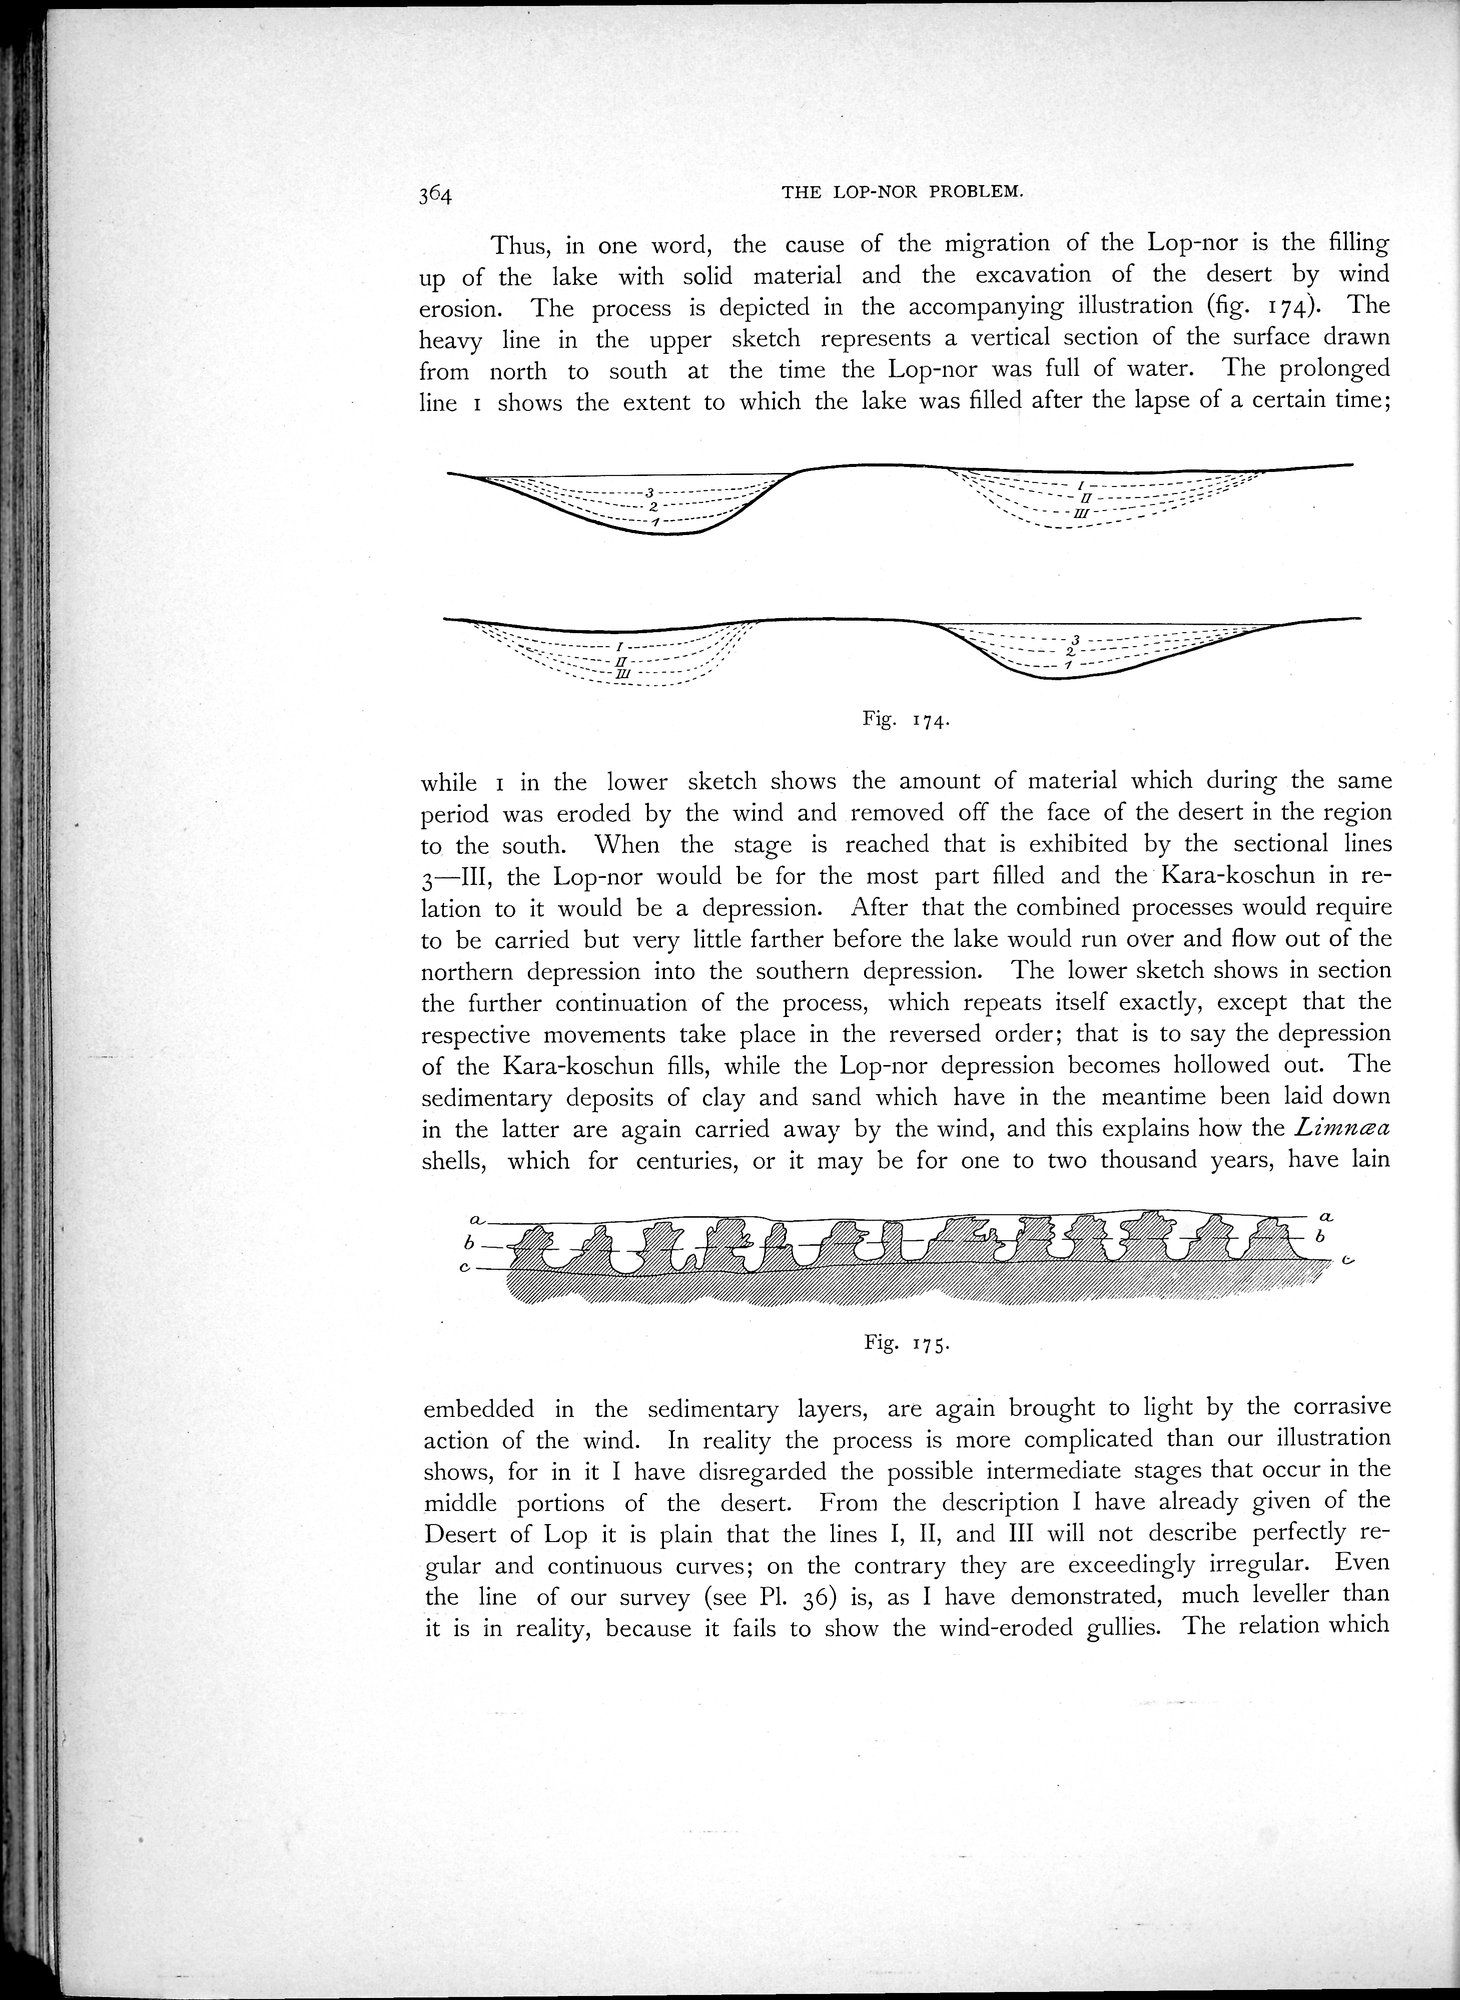 364 THE LOP-NOR PROBLEM.
Thus, in one word, the cause of the migration of the Lop-nor is the filling
up of the lake with solid material and the excavation of the desert by wind
erosion. The process is depicted in the accompanying illustration (fig. 174). The
heavy line in the upper sketch represents a vertical section of the surface drawn
from north to south at the time the Lop-nor was full of water. The prolonged
line 1 shows the extent to which the lake was filled after the lapse of a certain time;
3
2
1
I
II
III
I
II
III
3
2
1
Fig. 174.
while 1 in the lower sketch shows the amount of material which during the same
period was eroded by the wind and removed off the face of the desert in the region
to the south. When the stage is reached that is exhibited by the sectional lines
3—III, the Lop-nor would be for the most part filled and the Kara-koschun in re-
lation to it would be a depression. After that the combined processes would require
to be carried but very little farther before the lake would run over and flow out of the
northern depression into the southern depression. The lower sketch shows in section
the further continuation of the process, which repeats itself exactly, except that the
respective movements take place in the reversed order; that is to say the depression
of the Kara-koschun fills, while the Lop-nor depression becomes hollowed out. The
sedimentary deposits of clay and sand which have in the meantime been laid down
in the latter are again carried away by the wind, and this explains how the Limnæa
shells, which for centuries, or it may be for one to two thousand years, have lain
a a
b b
c c
Fig. 175.
embedded in the sedimentary layers, are again brought to light by the corrasive
action of the wind. In reality the process is more complicated than our illustration
shows, for in it I have disregarded the possible intermediate stages that occur in the
middle portions of the desert. From the description I have already given of the
Desert of Lop it is plain that the lines I, II, and III will not describe perfectly re-
gular and continuous curves; on the contrary they are exceedingly irregular. Even
the line of our survey (see Pl. 36) is, as I have demonstrated, much leveller than
it is in reality, because it fails to show the wind-eroded gullies. The relation which